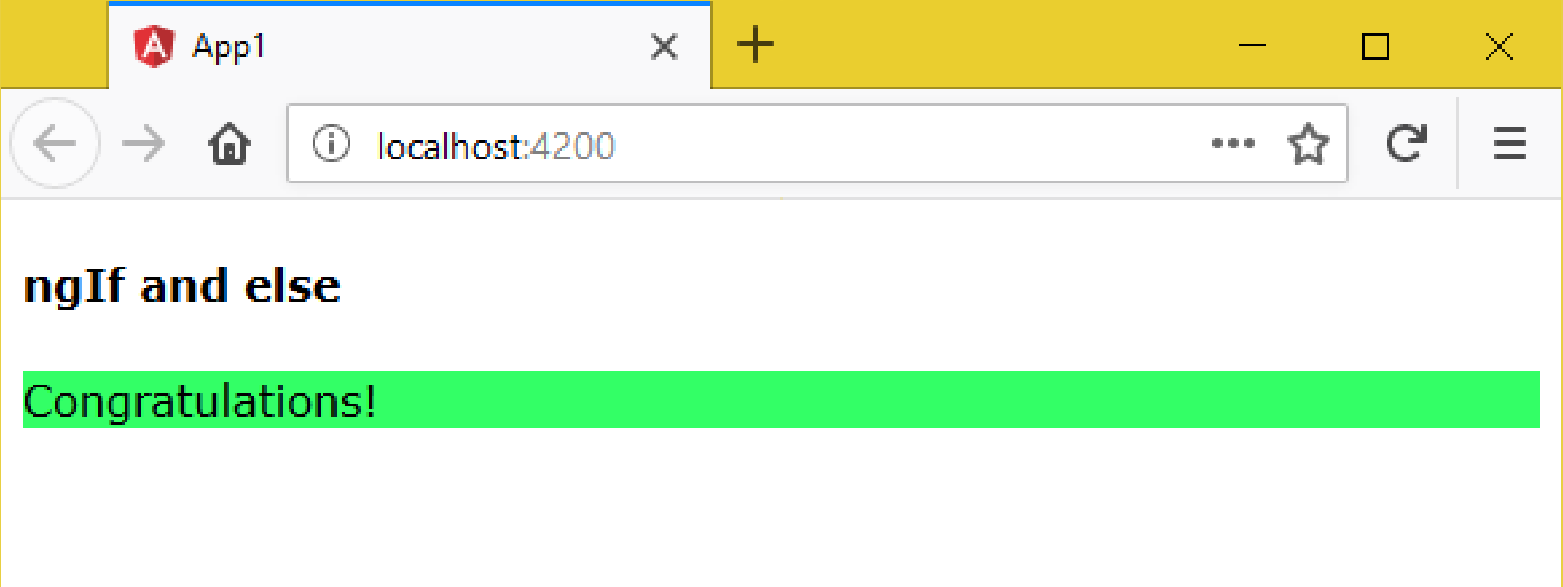 App1
localhost:4200
ngIf and else
Congratulations!